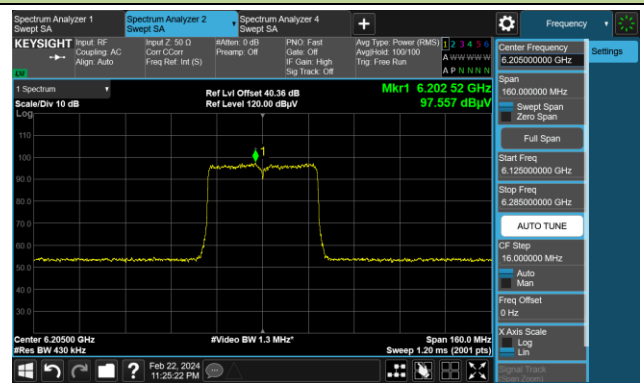 Spectrum Analyzer 1
Swept SA
Spectrum Analyzer 2
Swept SA
Spectrum Analyzer 4
Swept SA
+
Frequency
KEYSIGHT
Input: RF
Coupling: AC
Align: Auto
Input Z: 50 Ω
Corr CCorr
Freq Ref: Int (S)
#Atten: 0 dB
Preamp: Off
PNO: Fast
Gate: Off
IF Gain: High
Sig Track: Off
Avg Type: Power (RMS)
Avg|Hold: 100/100
Trig: Free Run
1 2 3 4 5 6
A W W W W W
A P N N N N
1 Spectrum
Scale/Div 10 dB
Log
Ref Lvl Offset 40.36 dB
Ref Level 120.00 dBµV
Mkr1 6.202 52 GHz
97.557 dBµV
1
110
100
90.0
80.0
70.0
60.0
50.0
40.0
30.0
Center 6.20500 GHz
#Res BW 430 kHz
#Video BW 1.3 MHz*
Span 160.0 MHz
Sweep 1.20 ms (2001 pts)
Feb 22, 2024
11:25:22 PM
?
Center Frequency
6.205000000 GHz
Settings
Span
160.000000 MHz
Swept Span
Zero Span
Full Span
Start Freq
6.125000000 GHz
Stop Freq
6.285000000 GHz
AUTO TUNE
CF Step
16.000000 MHz
Auto
Man
Freq Offset
0 Hz
X Axis Scale
Log
Lin
Signal Track
(Span Zoom)